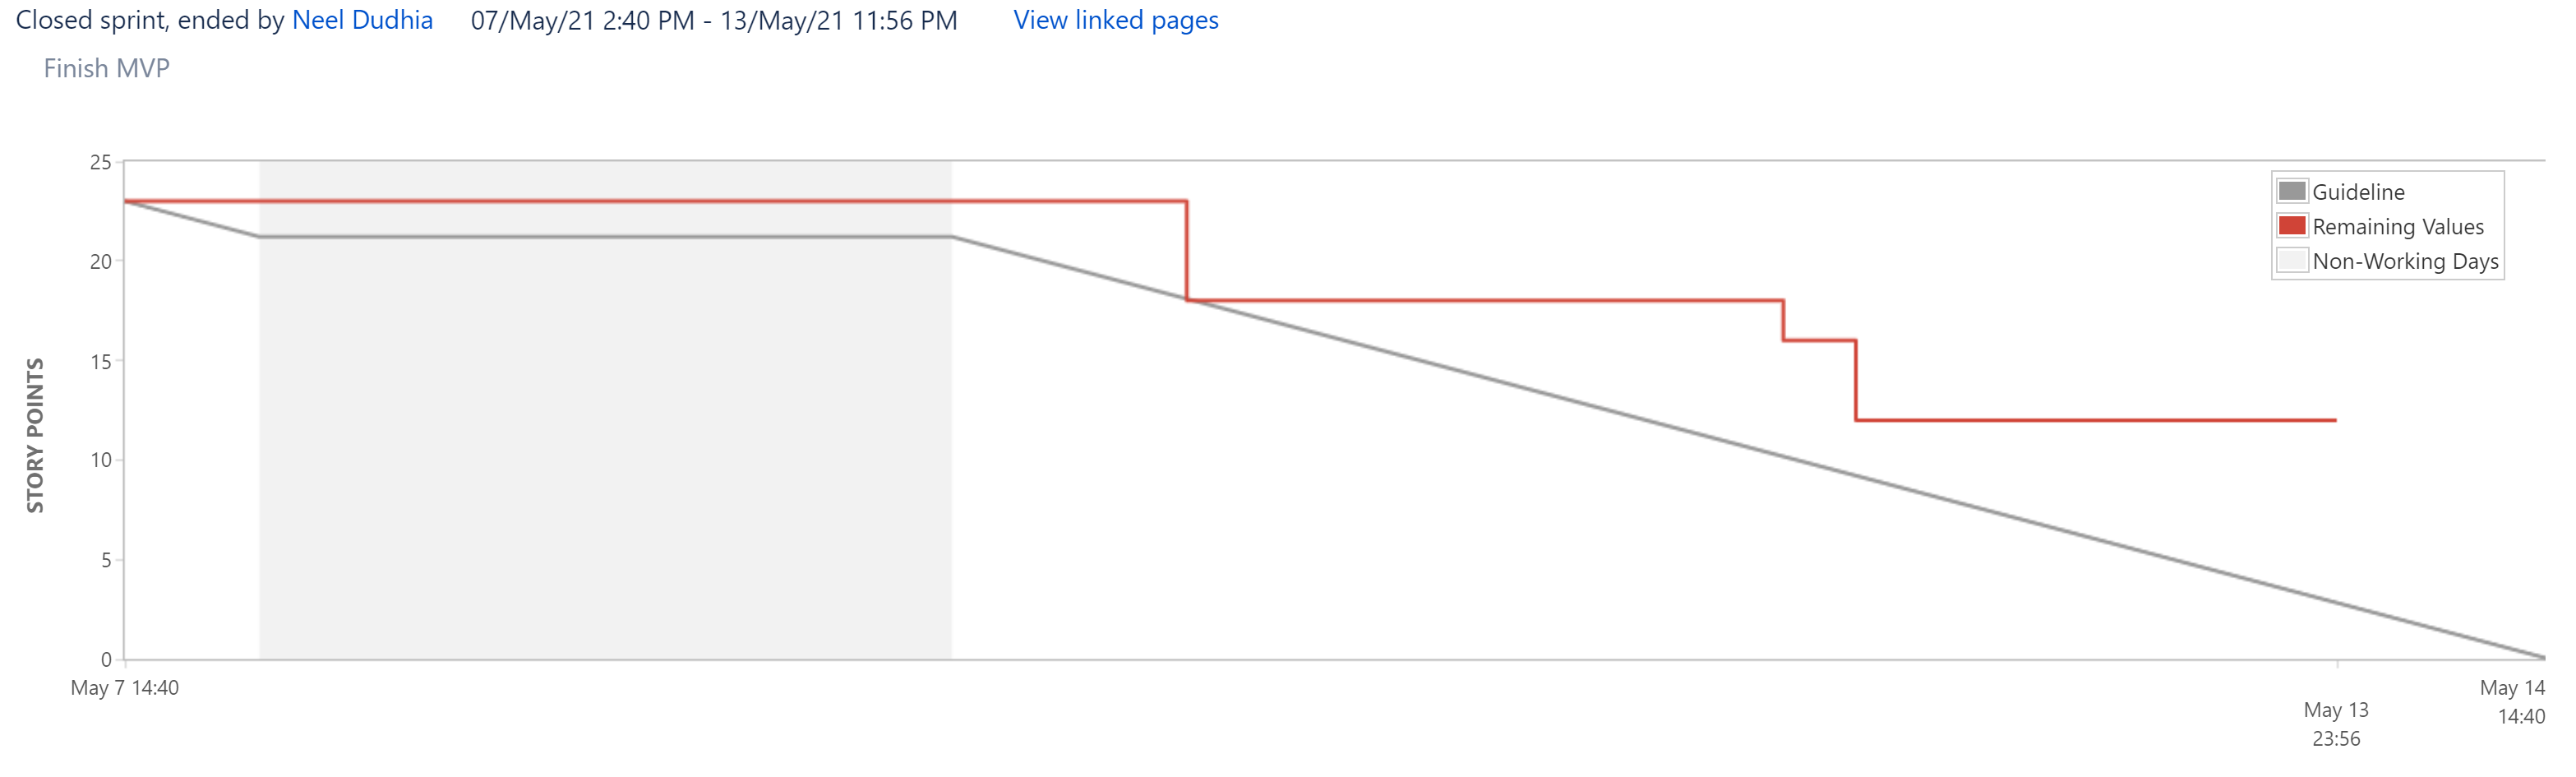 Closed sprint, ended by Neel Dudhia 07/May/21 2:40 PM - 13/May/21 11:56 PM View linked pages
Finish MVP
STORY POINTS
25
20
15
10
5
0
Guideline
Remaining Values
Non-Working Days
May 7 14:40
May 13
23:56
May 14
14:40